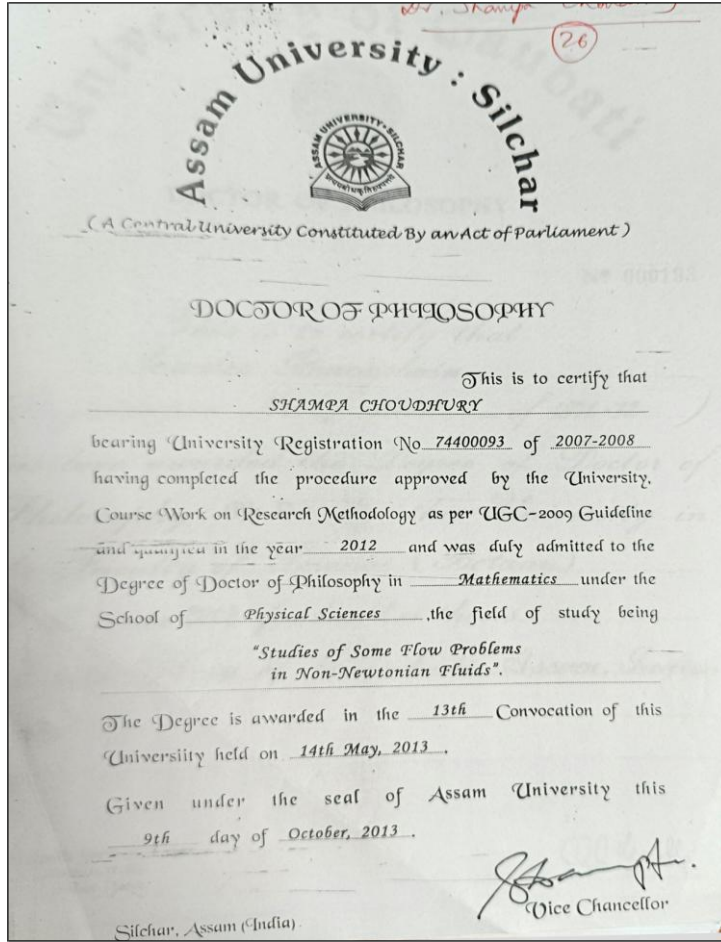 Dr. Shampa
26
Assam University : Silchar
ASSAM UNIVERSITY SILCHAR
(A Central University Constituted By an Act of Parliament)
DOCTOR OF PHILOSOPHY
This is to certify that
SHAMPA CHOUDHURY
bearing University Registration No 74400093 of 2007-2008
having completed the procedure approved by the University,
Course Work on Research Methodology as per UGC-2009 Guideline
and qualified in the year 2012 and was duly admitted to the
Degree of Doctor of Philosophy in Mathematics under the
School of Physical Sciences ,the field of study being
"Studies of Some Flow Problems
in Non-Newtonian Fluids".
The Degree is awarded in the 13th Convocation of this
Universiity held on 14th May, 2013 .
Given under the seal of Assam University this
9th day of October, 2013 .
Vice Chancellor
Silchar, Assam (India)